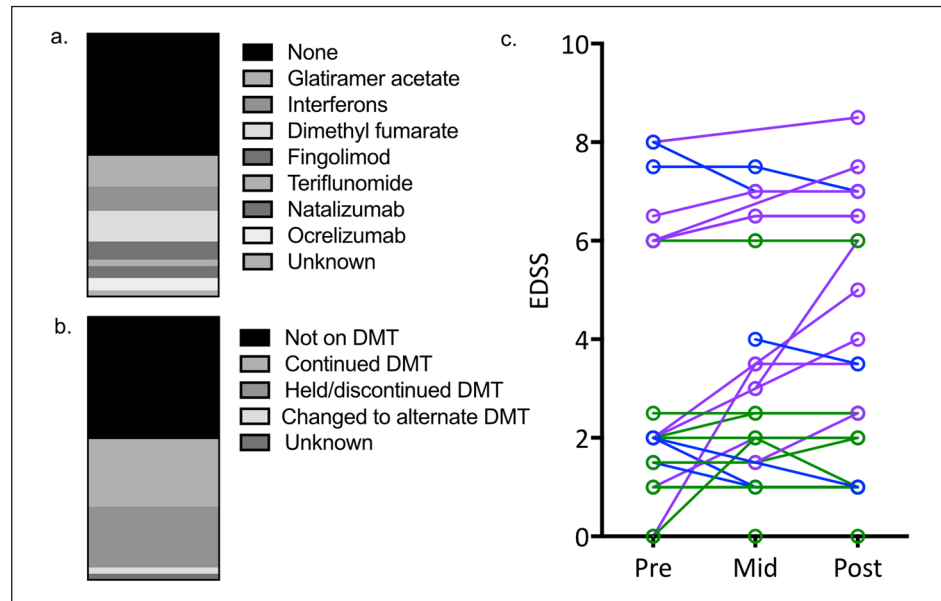 a.
None
Glatiramer acetate
Interferons
Dimethyl fumarate
Fingolimod
Teriflunomide
Natalizumab
Ocrelizumab
Unknown
b.
Not on DMT
Continued DMT
Held/discontinued DMT
Changed to alternate DMT
Unknown
c.
10
8
6
4
2
0
EDSS
Pre Mid Post